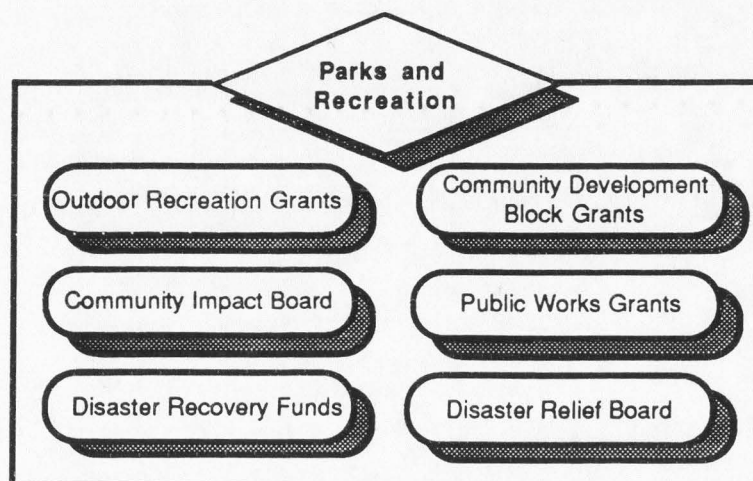 Parks and
Recreation
Outdoor Recreation Grants
Community Development
Block Grants
Community Impact Board
Public Works Grants
Disaster Recovery Funds
Disaster Relief Board